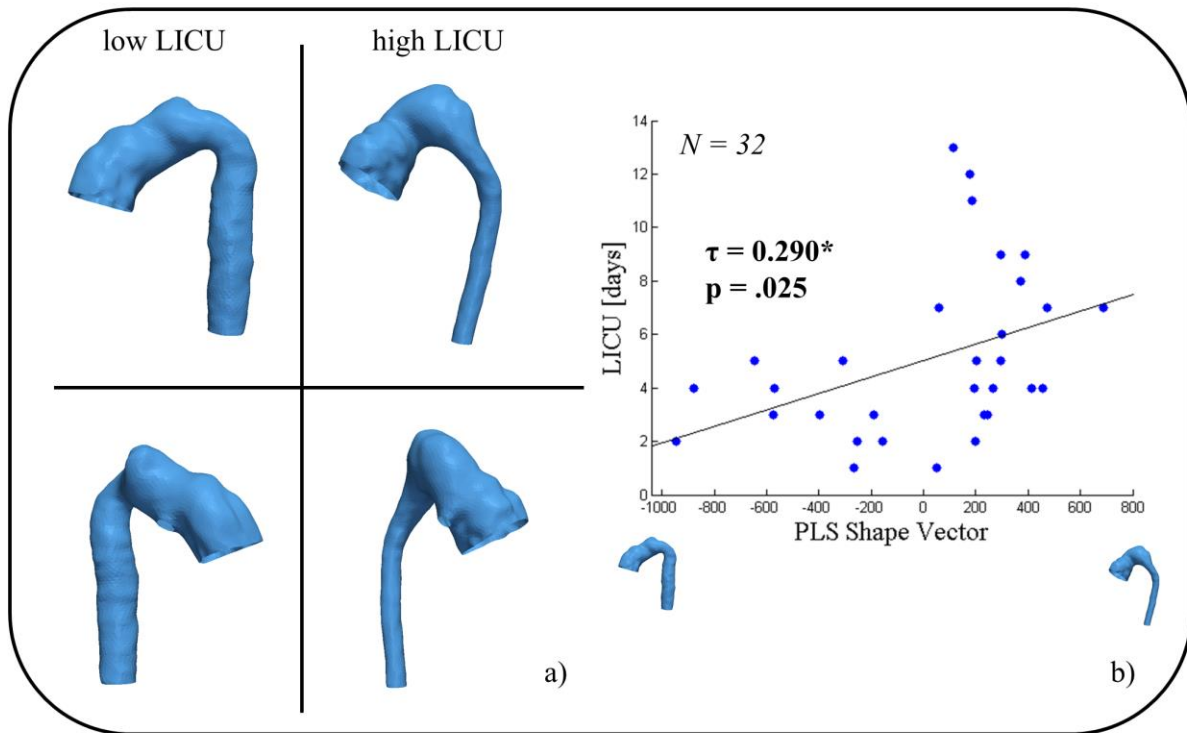 low LICU
high LICU
a)
14
12
10
8
6
4
2
0
LICU [days]
N = 32
τ = 0.290*
p = .025
-1000
-800
-600
-400
-200
0
200
400
600
800
PLS Shape Vector
b)